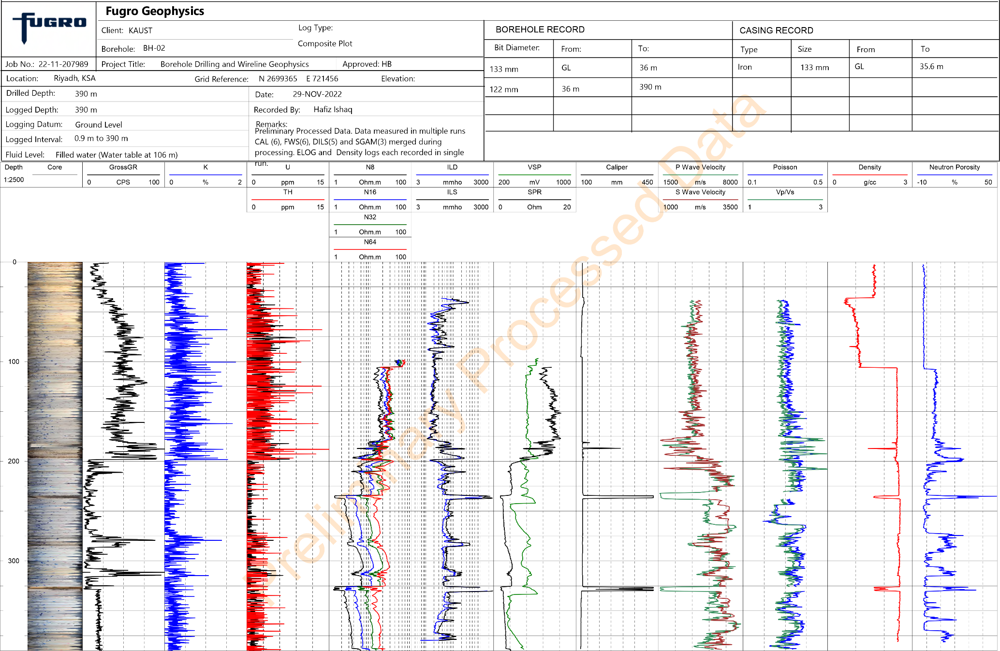 FUGRO
Fugro Geophysics
Client: KAUST
Log Type:
Composite Plot
Borehole: BH-02
Job No.: 22-11-207989
Project Title: Borehole Drilling and Wireline Geophysics
Approved: HB
Location: Riyadh, KSA
Grid Reference: N 2699365 E 721456
Elevation:
Drilled Depth: 390 m
Logged Depth: 390 m
Logging Datum: Ground Level
Logged Interval: 0.9 m to 390 m
Fluid Level: Filled water (Water table at 106 m)
Date: 29-NOV-2022
Recorded By: Hafiz Ishaq
Remarks:
Preliminary Processed Data. Data measured in multiple runs
CAL (6), FWS(6), DILS(5) and SGAM(3) merged during
processing. ELOG and Density logs each recorded in single
run.
BOREHOLE RECORD
Bit Diameter: From: To:
133 mm GL 36 m
122 mm 36 m 390 m
CASING RECORD
Type Size From To
Iron 133 mm GL 35.6 m
Depth
1:2500
Core
GrossGR
0 CPS 100
K
0 % 2
U
0 ppm 15
TH
0 ppm 15
N8
1 Ohm.m 100
N16
1 Ohm.m 100
N32
1 Ohm.m 100
N64
1 Ohm.m 100
ILD
3 mmho 3000
ILS
3 mmho 3000
VSP
200 mV 1000
SPR
0 Ohm 20
Caliper
100 mm 450
P Wave Velocity
1500 m/s 8000
S Wave Velocity
1000 m/s 3500
Poisson
0.1 0.5
Vp/Vs
1 3
Density
0 g/cc 3
Neutron Porosity
-10 % 50
0
100
200
300
Preliminary Processed Data